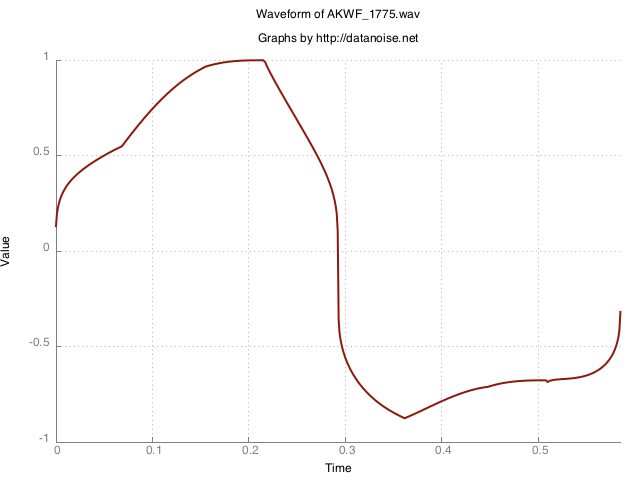 Waveform of AKWF_1775.wav
Graphs by http://datanoise.net
1
0.5
0
-0.5
-1
Value
0 0.1 0.2 0.3 0.4 0.5
Time